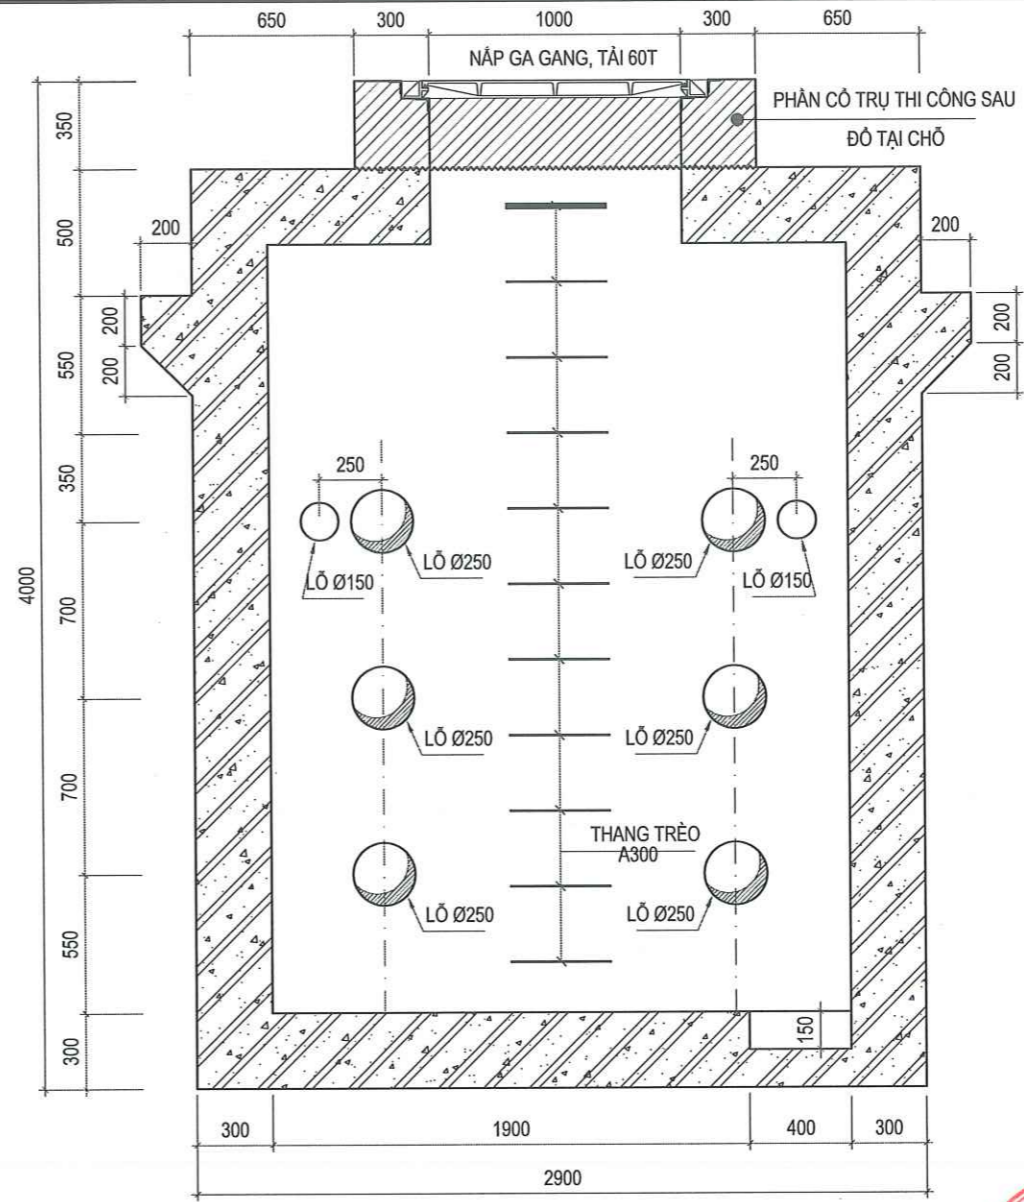 650
300
1000
300
650
NẮP GA GANG, TẢI 60T
PHẦN CỔ TRỤ THI CÔNG SAU
ĐỔ TẠI CHỖ
350
500
200
200
200
200
200
200
550
350
250
250
LỖ Ø250
LỖ Ø150
LỖ Ø250
LỖ Ø150
4000
700
LỖ Ø250
LỖ Ø250
700
THANG TRÈO
A300
LỖ Ø250
LỖ Ø250
550
300
150
300
1900
400
300
2900